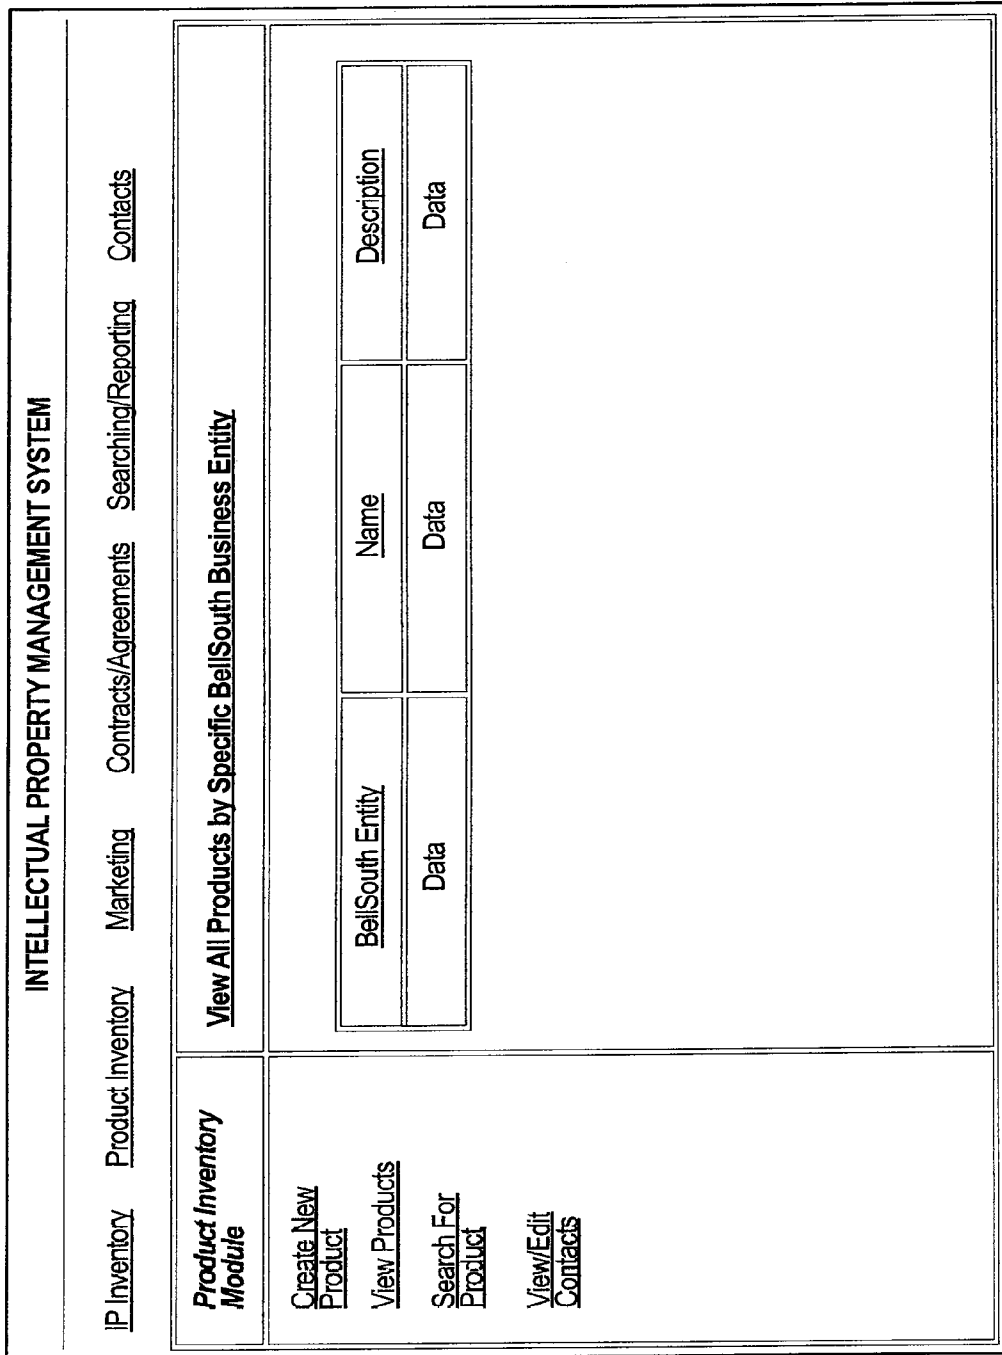 INTELLECTUAL PROPERTY MANAGEMENT SYSTEM
IP Inventory Product Inventory Marketing Contracts/Agreements Searching/Reporting Contacts
Product Inventory
Module
View All Products by Specific BellSouth Business Entity
Create New
Product
View Products
Search For
Product
View/Edit
Contacts
BellSouth Entity Name Description
Data Data Data